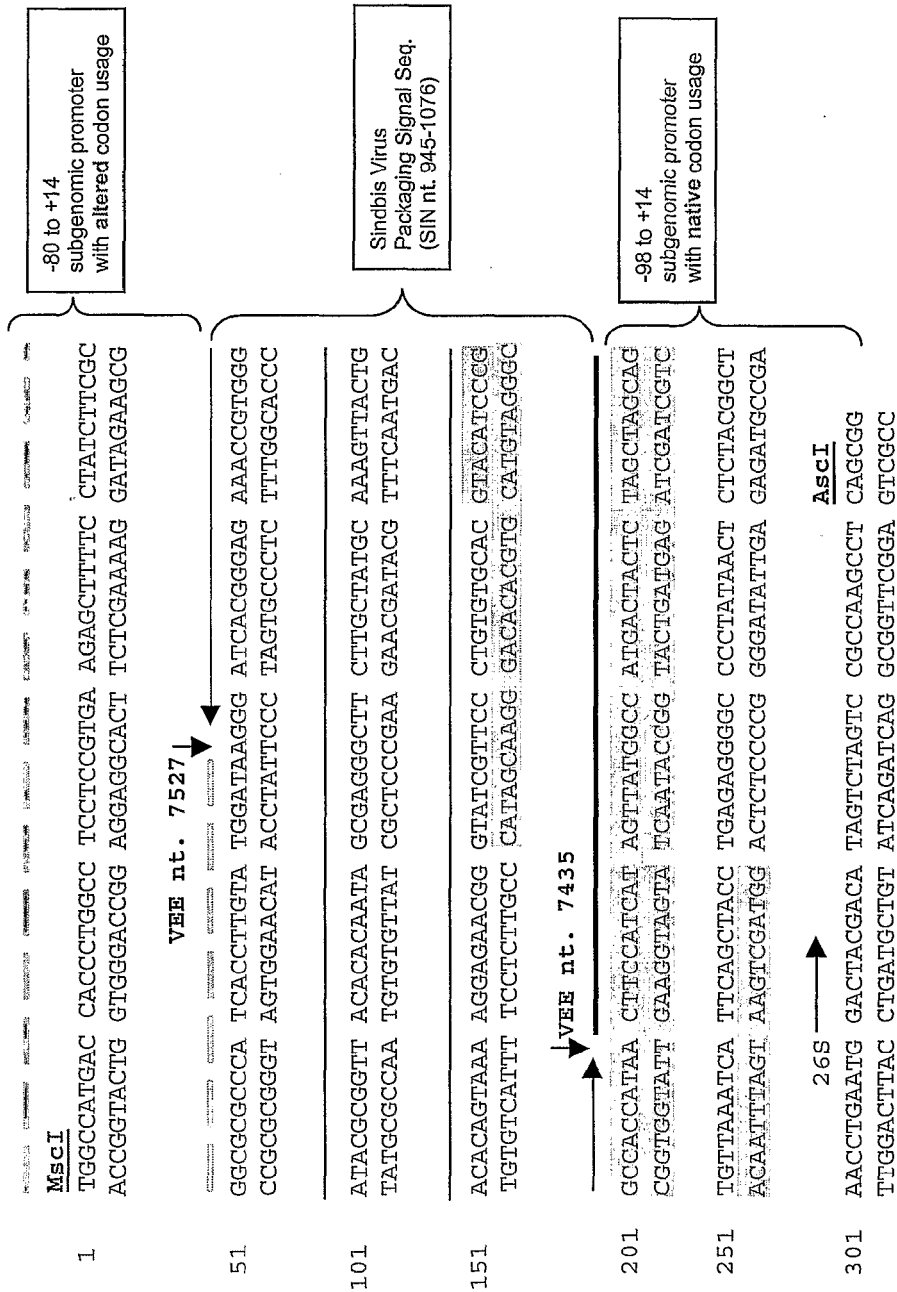 -80 to +14
subgenomic promoter
with altered codon usage
MscI
1 TGGCCATGAC CACCCTGGCC TCCTCCGTGA AGAGCTTTTC CTATCTTCGC
ACCGGTACTG GTGGGACCGG AGGAGGCACT TCTCGAAAAG GATAGAAGCG
VEE nt. 7527
51 GGCGCGCCCA TCACCTTGTA TGGATAAGGG ATCACGGGAG AAACCGTGGG
CCGCGCGGGT AGTGGAACAT ACCTATTCCC TAGTGCCCTC TTTGGCACCC
Sindbis Virus
Packaging Signal Seq.
(SIN nt. 945-1076)
101 ATACGCGGTT ACACACAATA GCGAGGGCTT CTTGCTATGC AAAGTTACTG
TATGCGCCAA TGTGTGTTAT CGCTCCCGAA GAACGATACG TTTCAATGAC
151 ACACAGTAAA AGGAGAACGG GTATCGTTCC CTGTGTGCAC GTACATCCCG
TGTGTCATTT TCCTCTTGCC CATAGCAAGG GACACACGTG CATGTAGGGC
VEE nt. 7435
201 GCCACCATAA CTTCCATCAT AGTTATGGCC ATGACTACTC TAGCTAGCAG
CGGTGGTATT GAAGGTAGTA TCAATACCGG TACTGATGAG ATCGATCGTC
-98 to +14
subgenomic promoter
with native codon usage
251 TGTTAAATCA TTCAGCTACC TGAGAGGGGC CCCTATAACT CTCTACGGCT
ACAATTTAGT AAGTCGATGG ACTCTCCCCG GGGATATTGA GAGATGCCGA
26S AscI
301 AACCTGAATG GACTACGACA TAGTCTAGTC CGCCAAGCCT CAGCGG
TTGGACTTAC CTGATGCTGT ATCAGATCAG GCGGTTCGGA GTCGCC